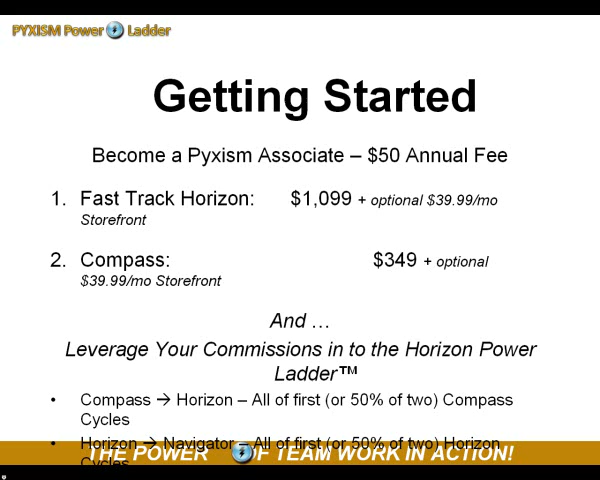 PYXISM Power Ladder
Getting Started
Become a Pyxism Associate – $50 Annual Fee
1. Fast Track Horizon: $1,099 + optional $39.99/mo
Storefront
2. Compass: $349 + optional
$39.99/mo Storefront
And …
Leverage Your Commissions in to the Horizon Power
Ladder™
• Compass → Horizon – All of first (or 50% of two) Compass
Cycles
• Horizon → Navigator – All of first (or 50% of two) Horizon
Cycles
THE POWER OF TEAM WORK IN ACTION!